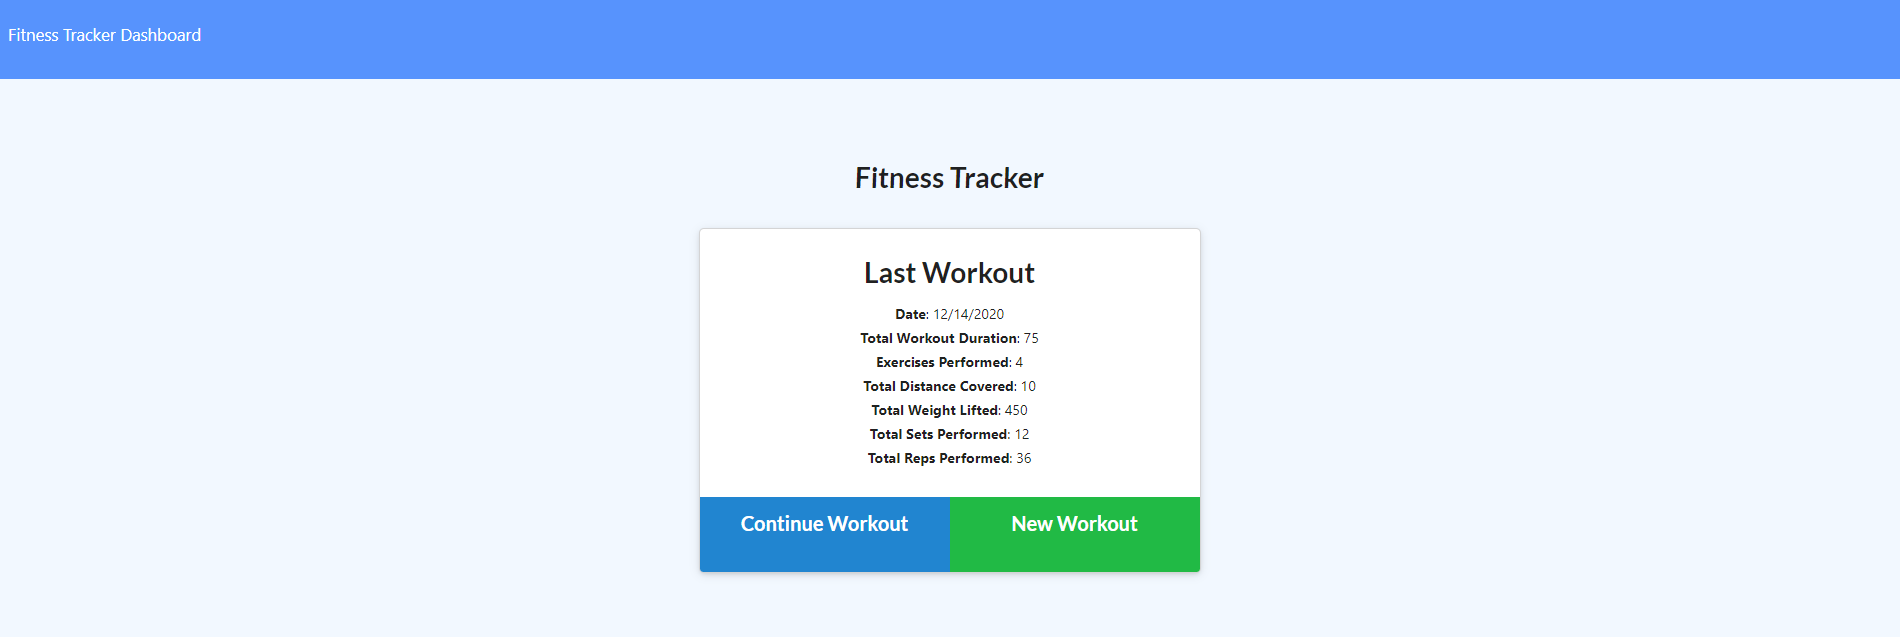 Fitness Tracker Dashboard
Fitness Tracker
Last Workout
Date: 12/14/2020
Total Workout Duration: 75
Exercises Performed: 4
Total Distance Covered: 10
Total Weight Lifted: 450
Total Sets Performed: 12
Total Reps Performed: 36
Continue Workout
New Workout